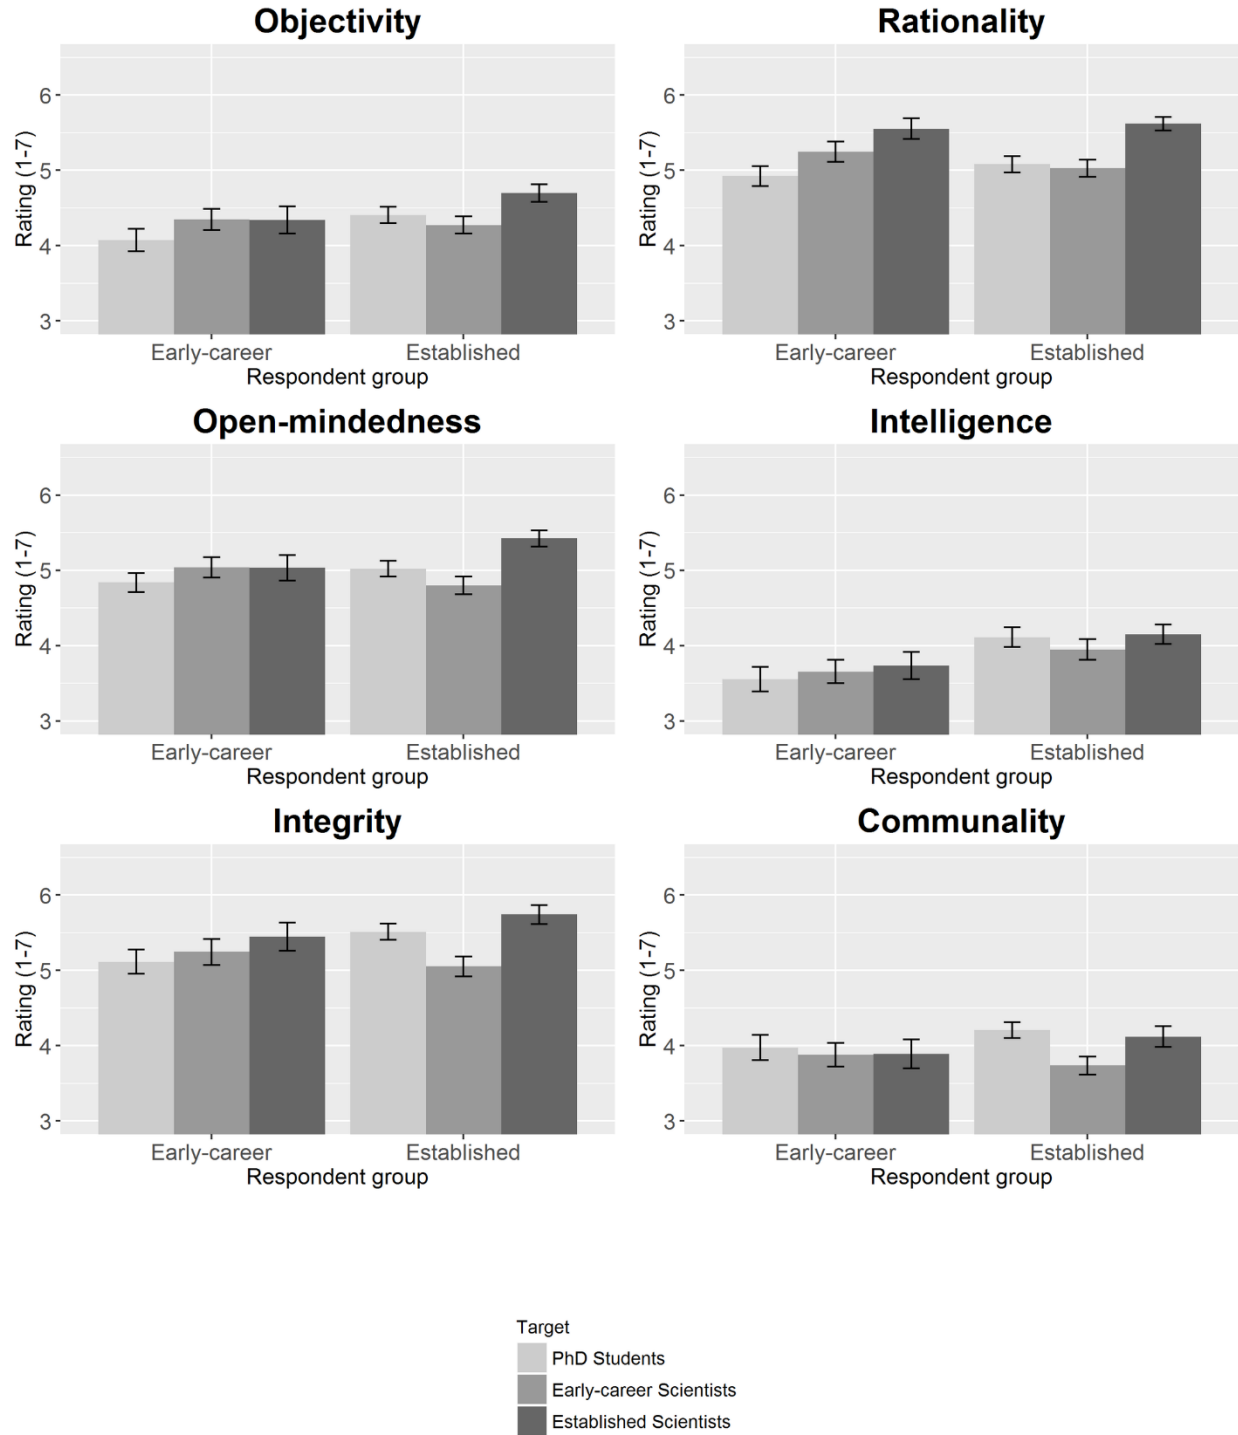 Objectivity
Rating (1-7)
6
5
4
3
Early-career
Established
Respondent group
Rationality
Rating (1-7)
6
5
4
3
Early-career
Established
Respondent group
Open-mindedness
Rating (1-7)
6
5
4
3
Early-career
Established
Respondent group
Intelligence
Rating (1-7)
6
5
4
3
Early-career
Established
Respondent group
Integrity
Rating (1-7)
6
5
4
3
Early-career
Established
Respondent group
Communality
Rating (1-7)
6
5
4
3
Early-career
Established
Respondent group
Target
PhD Students
Early-career Scientists
Established Scientists